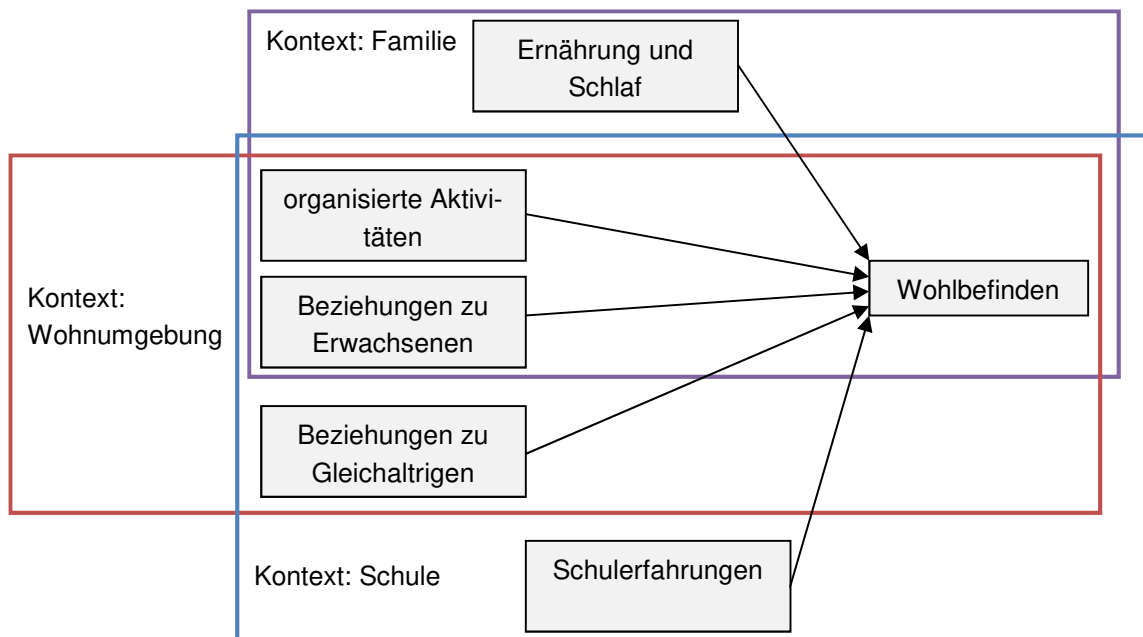 Kontext: Familie
Ernährung und
Schlaf
organisierte Aktivi-
täten
Kontext:
Wohnumgebung
Beziehungen zu
Erwachsenen
Wohlbefinden
Beziehungen zu
Gleichaltrigen
Kontext: Schule
Schulerfahrungen